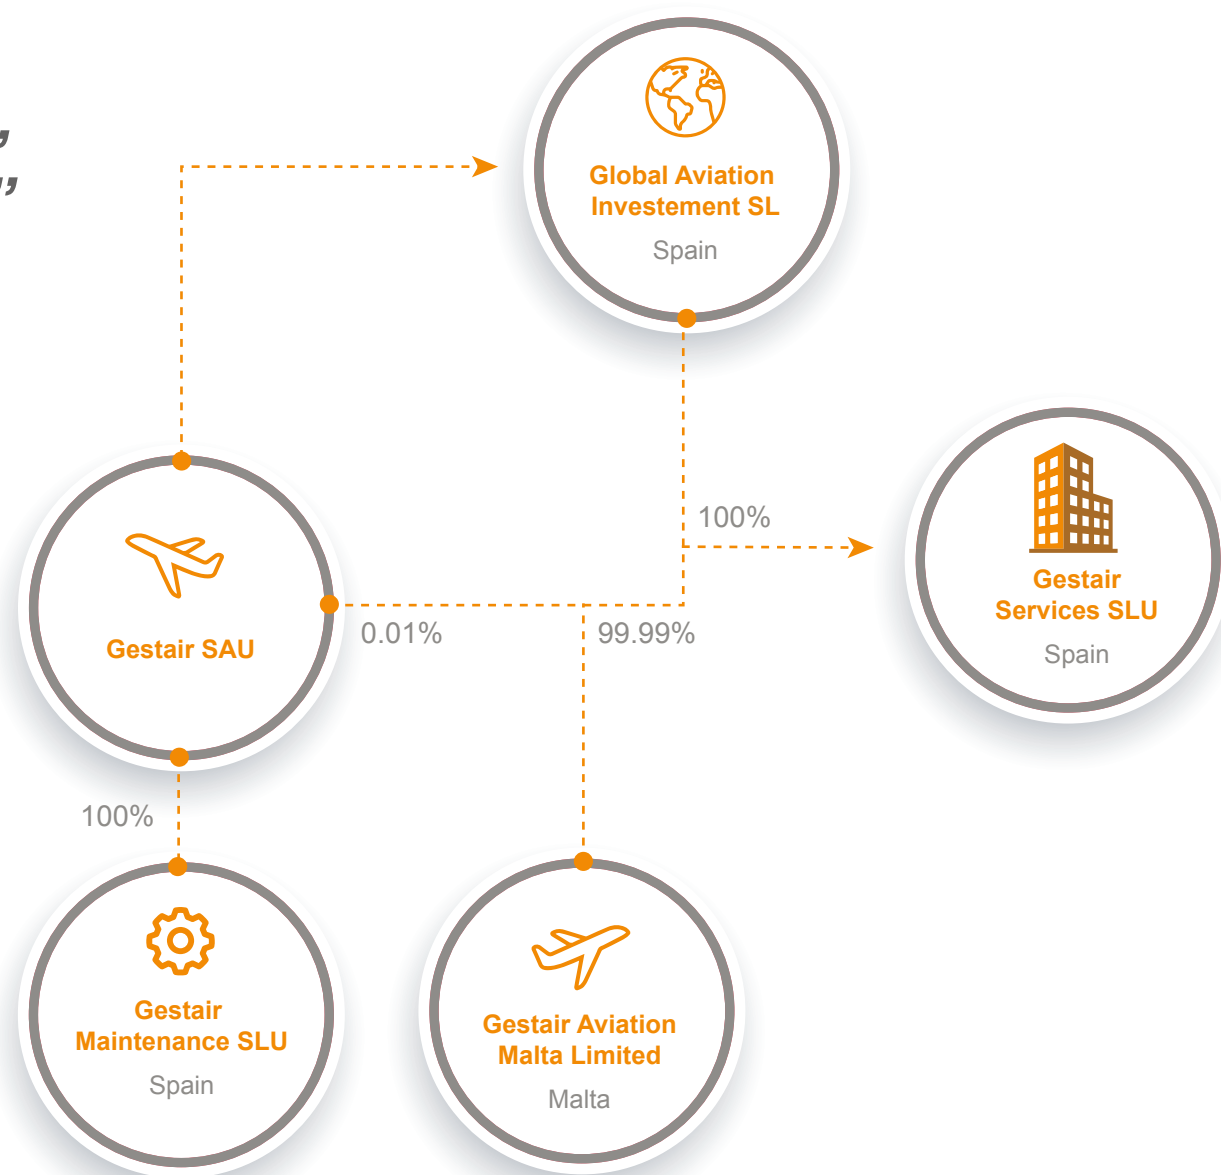 Global Aviation
Investement SL
Spain
100%
Gestair
Services SLU
Spain
0.01%
99.99%
Gestair SAU
100%
Gestair
Maintenance SLU
Spain
Gestair Aviation
Malta Limited
Malta